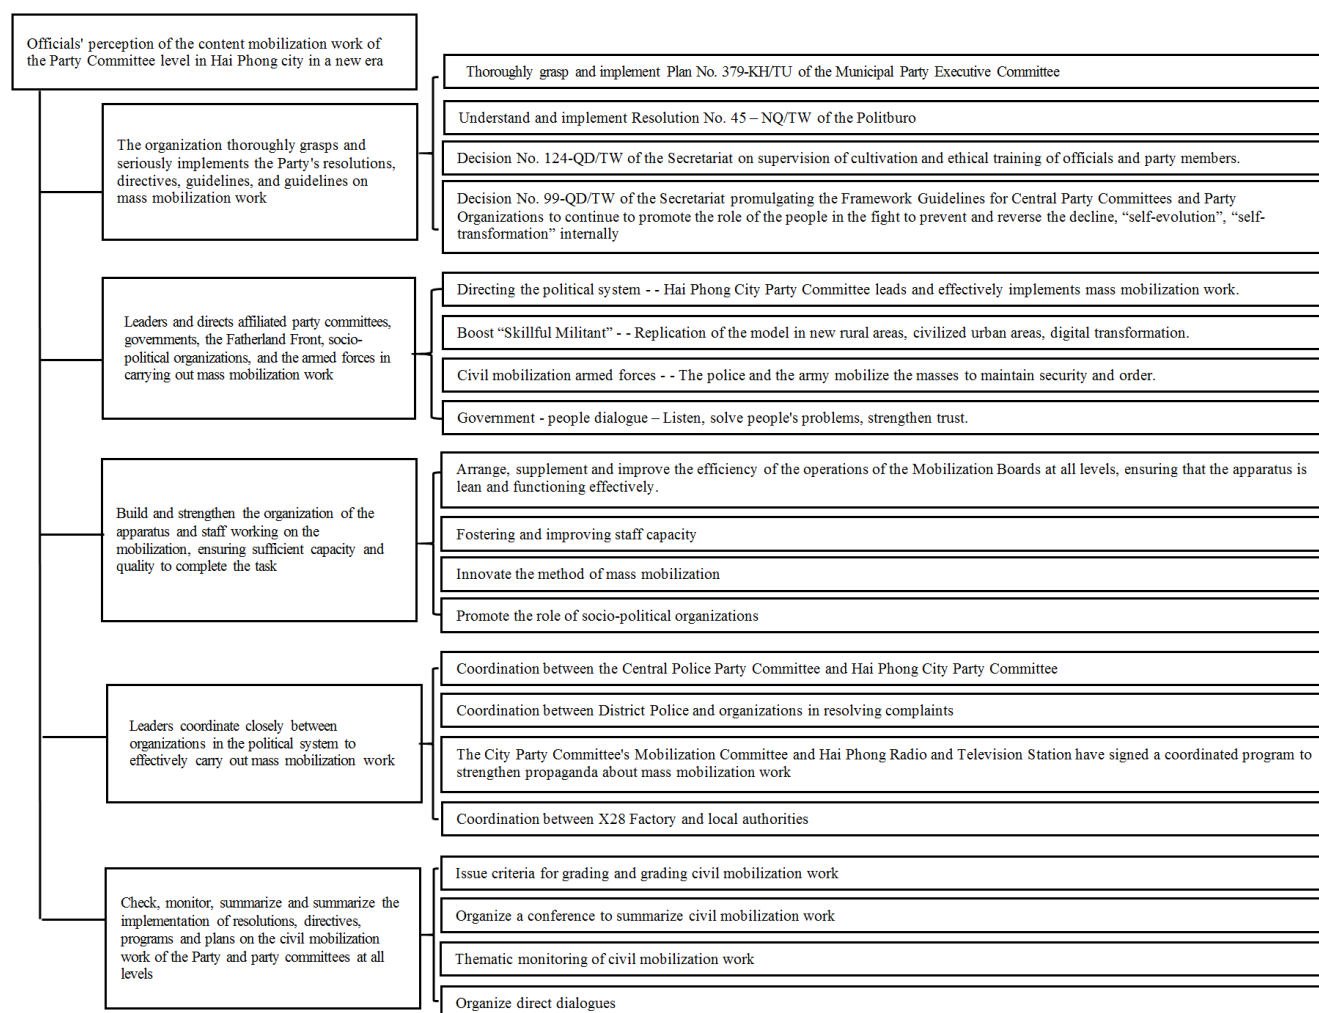 Officials' perception of the content mobilization work of
the Party Committee level in Hai Phong city in a new era
The organization thoroughly grasps and
seriously implements the Party's resolutions,
directives, guidelines, and guidelines on
mass mobilization work
Thoroughly grasp and implement Plan No. 379-KH/TU of the Municipal Party Executive Committee
Understand and implement Resolution No. 45 – NQ/TW of the Politburo
Decision No. 124-QD/TW of the Secretariat on supervision of cultivation and ethical training of officials and party members.
Decision No. 99-QD/TW of the Secretariat promulgating the Framework Guidelines for Central Party Committees and Party
Organizations to continue to promote the role of the people in the fight to prevent and reverse the decline, “self-evolution”, “self-
transformation” internally
Leaders and directs affiliated party committees,
governments, the Fatherland Front, socio-
political organizations, and the armed forces in
carrying out mass mobilization work
Directing the political system - - Hai Phong City Party Committee leads and effectively implements mass mobilization work.
Boost “Skillful Militant” - - Replication of the model in new rural areas, civilized urban areas, digital transformation.
Civil mobilization armed forces - - The police and the army mobilize the masses to maintain security and order.
Government - people dialogue – Listen, solve people's problems, strengthen trust.
Build and strengthen the organization of the
apparatus and staff working on the
mobilization, ensuring sufficient capacity and
quality to complete the task
Arrange, supplement and improve the efficiency of the operations of the Mobilization Boards at all levels, ensuring that the apparatus is
lean and functioning effectively.
Fostering and improving staff capacity
Innovate the method of mass mobilization
Promote the role of socio-political organizations
Leaders coordinate closely between
organizations in the political system to
effectively carry out mass mobilization work
Coordination between the Central Police Party Committee and Hai Phong City Party Committee
Coordination between District Police and organizations in resolving complaints
The City Party Committee's Mobilization Committee and Hai Phong Radio and Television Station have signed a coordinated program to
strengthen propaganda about mass mobilization work
Coordination between X28 Factory and local authorities
Check, monitor, summarize and summarize the
implementation of resolutions, directives,
programs and plans on the civil mobilization
work of the Party and party committees at all
levels
Issue criteria for grading and grading civil mobilization work
Organize a conference to summarize civil mobilization work
Thematic monitoring of civil mobilization work
Organize direct dialogues